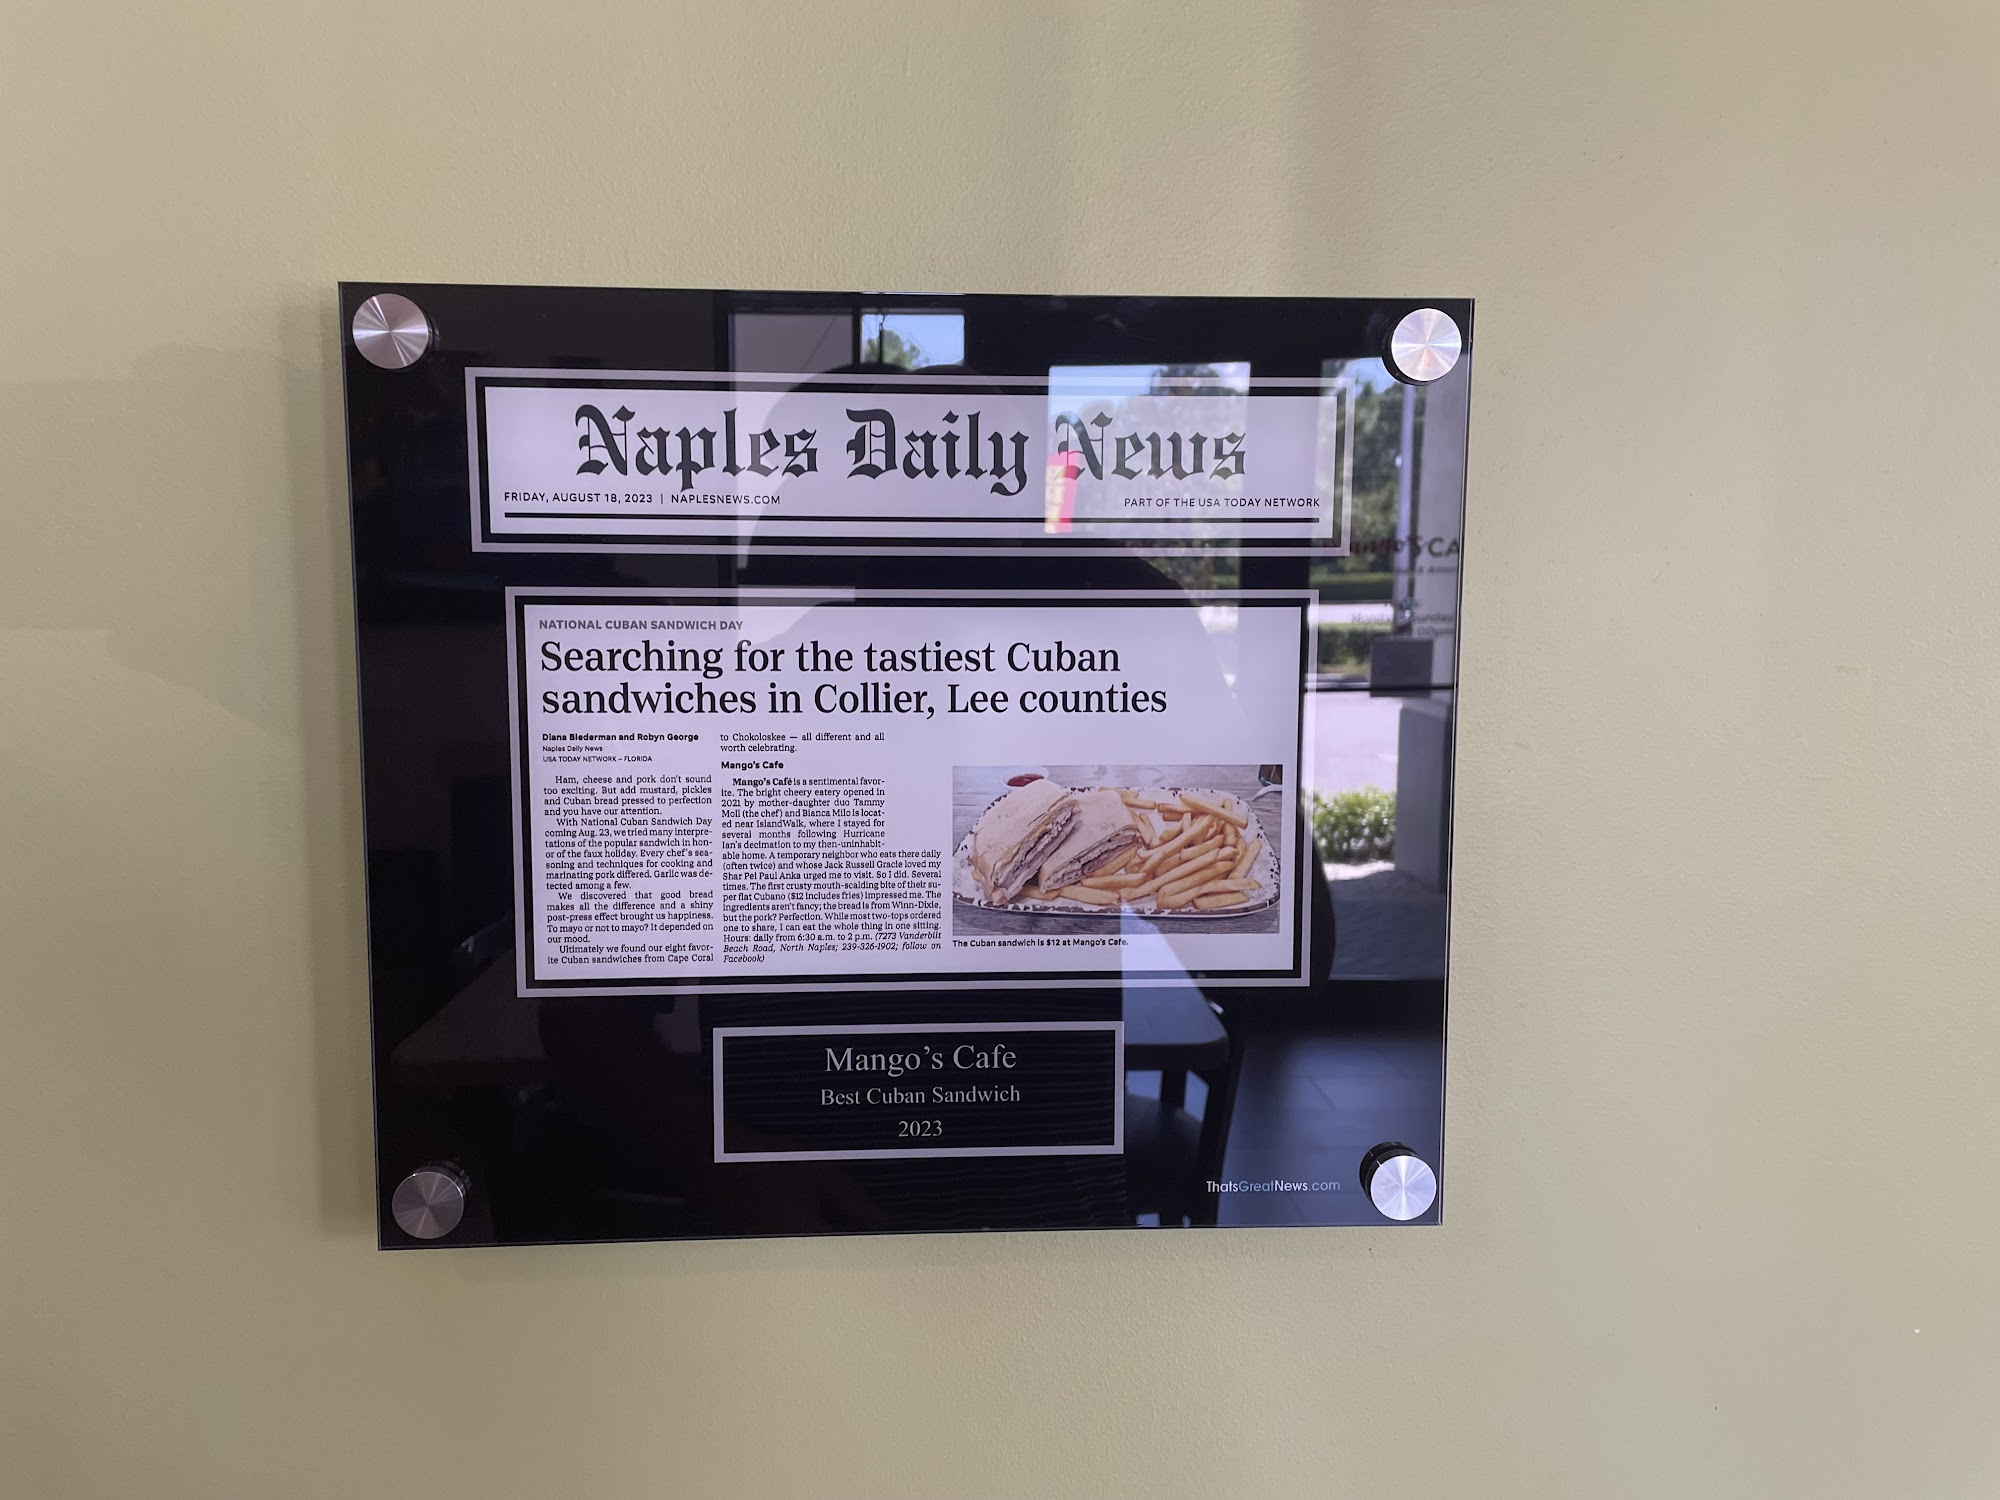 Naples Daily News
FRIDAY, AUGUST 18, 2023 | NAPLESNEWS.COM
PART OF THE USA TODAY NETWORK
NATIONAL CUBAN SANDWICH DAY
Searching for the tastiest Cuban
sandwiches in Collier, Lee counties
Diana Biederman and Robyn George
Naples Daily News
USA TODAY NETWORK – FLORIDA
Ham, cheese and pork don't sound
too exciting. But add mustard, pickles
and Cuban bread pressed to perfection
and you have our attention.
With National Cuban Sandwich Day
coming Aug. 23, we tried many interpre-
tations of the popular sandwich in hon-
or of the faux holiday. Every chef's sea-
soning and techniques for cooking and
marinating pork differed. Garlic was de-
tected among a few.
We discovered that good bread
makes all the difference and a shiny
post-press effect brought us happiness.
To mayo or not to mayo? It depended on
our mood.
Ultimately we found our eight favor-
ite Cuban sandwiches from Cape Coral
to Chokoloskee — all different and all
worth celebrating.
Mango's Cafe
Mango's Café is a sentimental favor-
ite. The bright cheery eatery opened in
2021 by mother-daughter duo Tammy
Moll (the chef) and Bianca Milo is locat-
ed near IslandWalk, where I stayed for
several months following Hurricane
Ian's decimation to my then-uninhabit-
able home. A temporary neighbor who eats there daily
(often twice) and whose Jack Russell Gracie loved my
Shar Pei Paul Anka urged me to visit. So I did. Several
times. The first crusty mouth-scalding bite of their su-
per flat Cubano ($12 includes fries) impressed me. The
ingredients aren't fancy; the bread is from Winn-Dixie,
but the pork? Perfection. While most two-tops ordered
one to share, I can eat the whole thing in one sitting.
Hours: daily from 6:30 a.m. to 2 p.m. (7273 Vanderbilt
Beach Road, North Naples; 239-326-1902; follow on
Facebook)
The Cuban sandwich is $12 at Mango's Cafe.
Mango's Cafe
Best Cuban Sandwich
2023
ThatsGreatNews.com